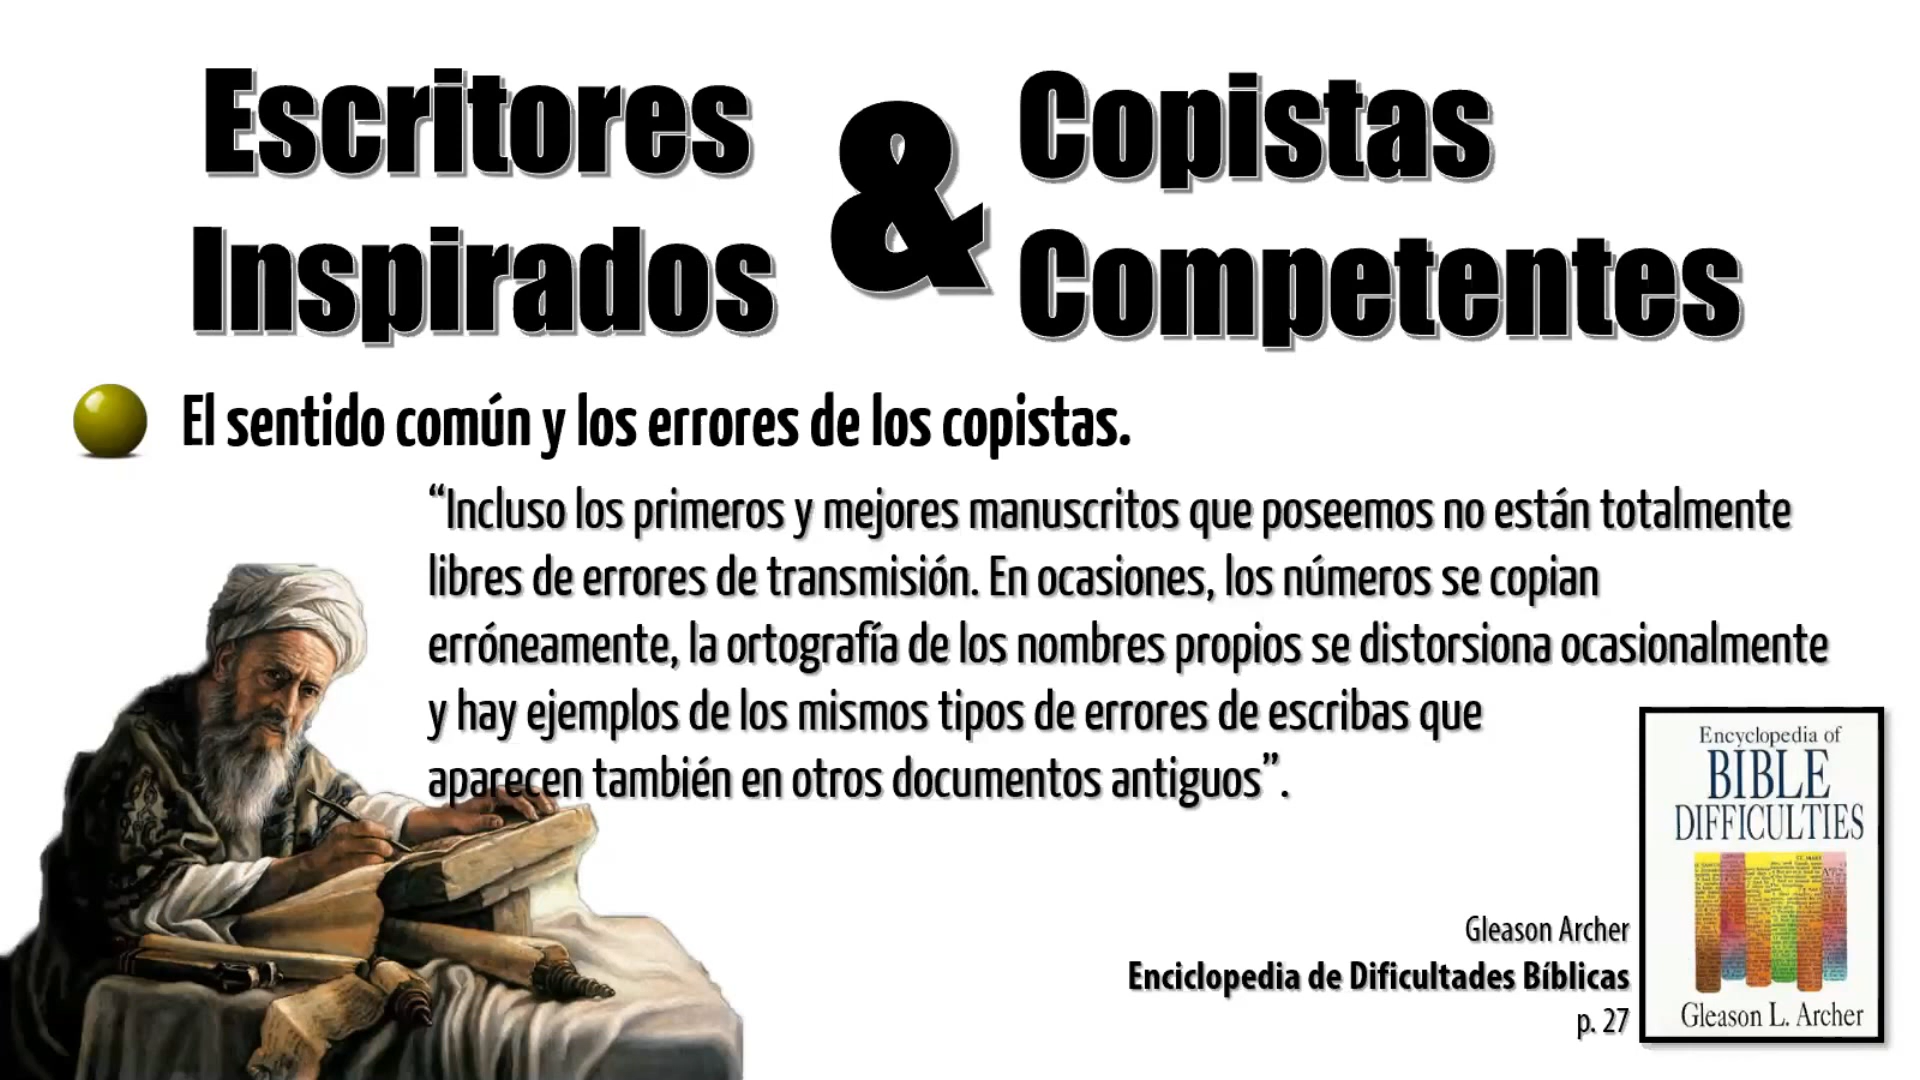 Escritores
Inspirados
&
Copistas
Competentes
El sentido común y los errores de los copistas.
“Incluso los primeros y mejores manuscritos que poseemos no están totalmente
libres de errores de transmisión. En ocasiones, los números se copian
erróneamente, la ortografía de los nombres propios se distorsiona ocasionalmente
y hay ejemplos de los mismos tipos de errores de escribas que
aparecen también en otros documentos antiguos”.
Gleason Archer
Enciclopedia de Dificultades Bíblicas
p. 27
Encyclopedia of
BIBLE
DIFFICULTIES
Gleason L. Archer